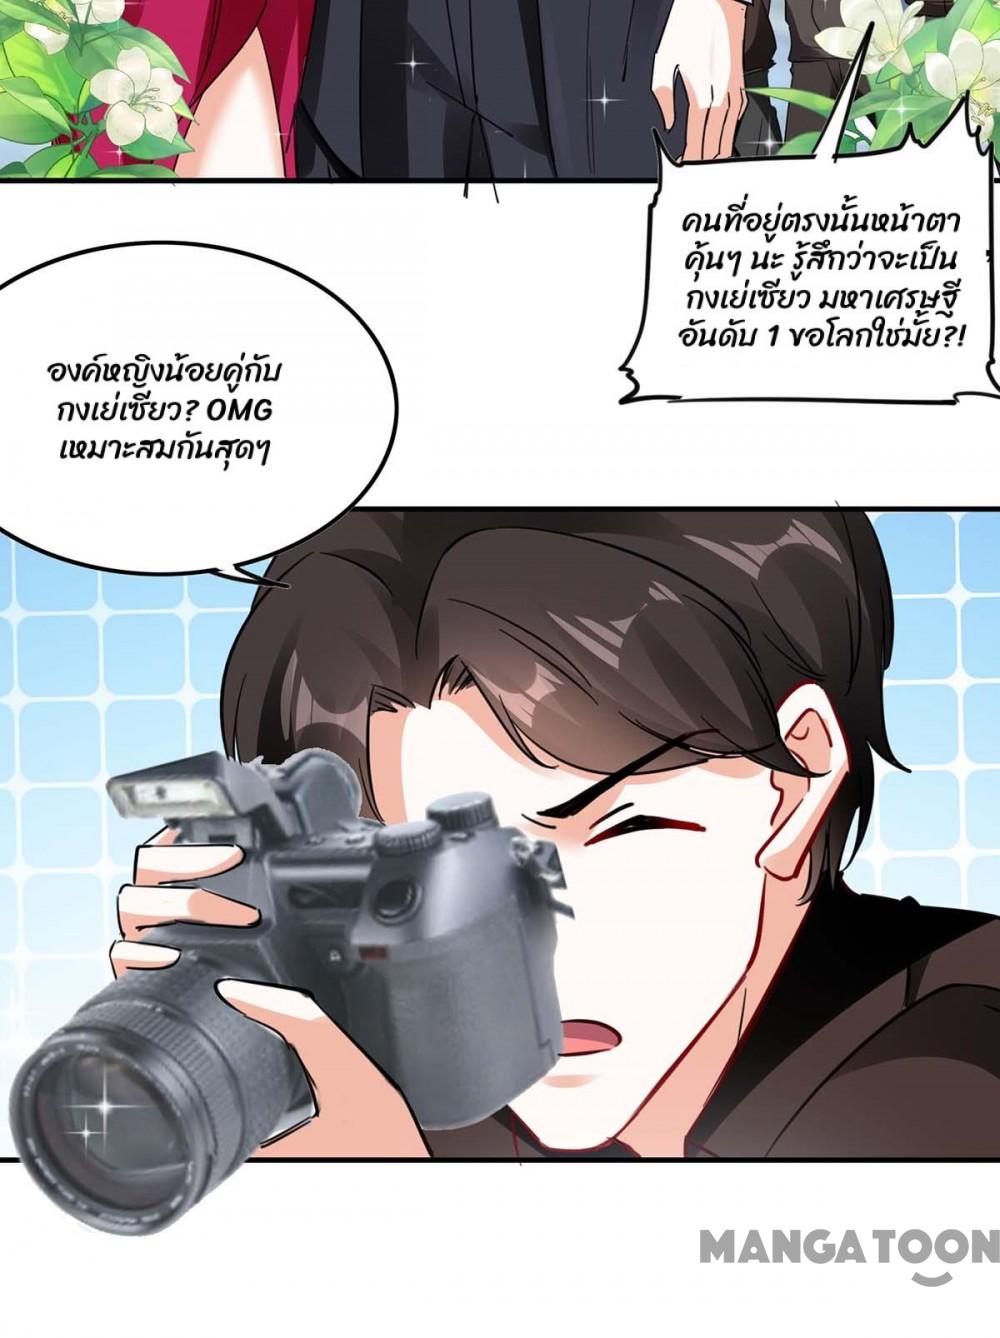 คนที่อยู่ตรงนั้นหน้าตา
คุ้นๆ นะ รู้สึกว่าจะเป็น
กงเย่เซียว มหาเศรษฐี
อันดับ 1 ขอโลกใช่มั้ย?!
องค์หญิงน้อยคู่กับ
กงเย่เซียว? OMG
เหมาะสมกันสุดๆ
MANGATOON